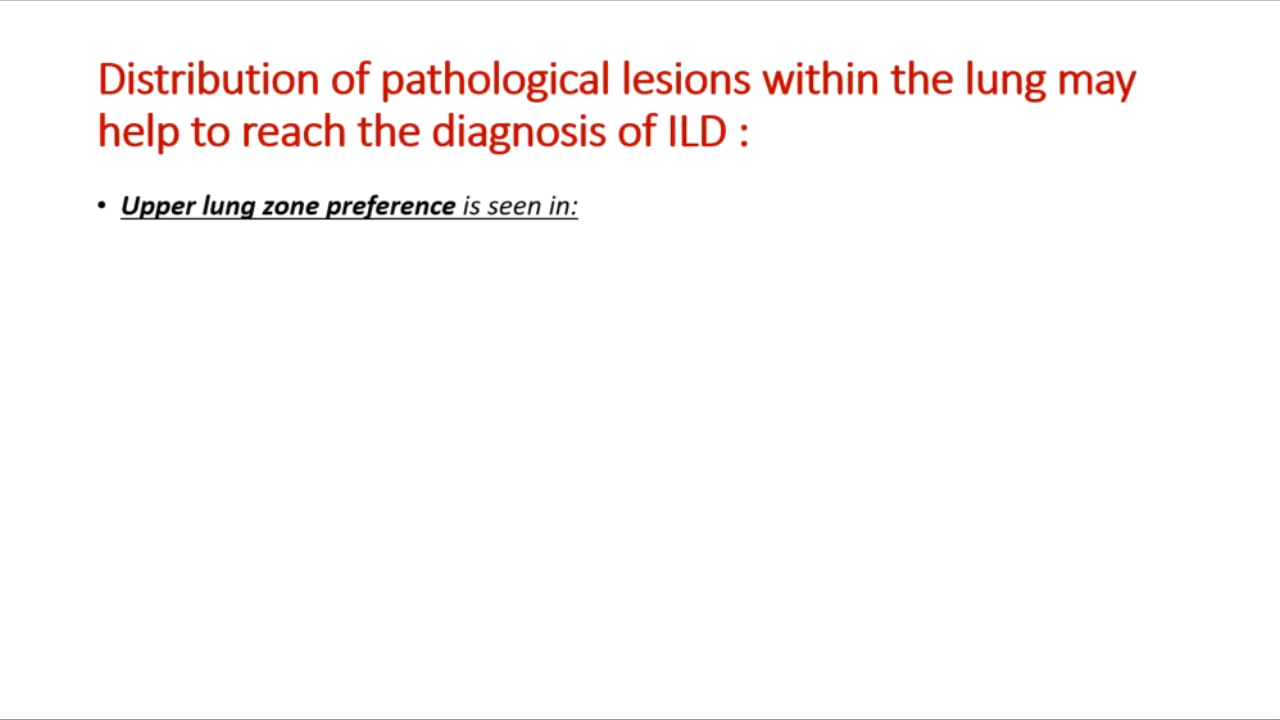 Distribution of pathological lesions within the lung may
help to reach the diagnosis of ILD :
• Upper lung zone preference is seen in: